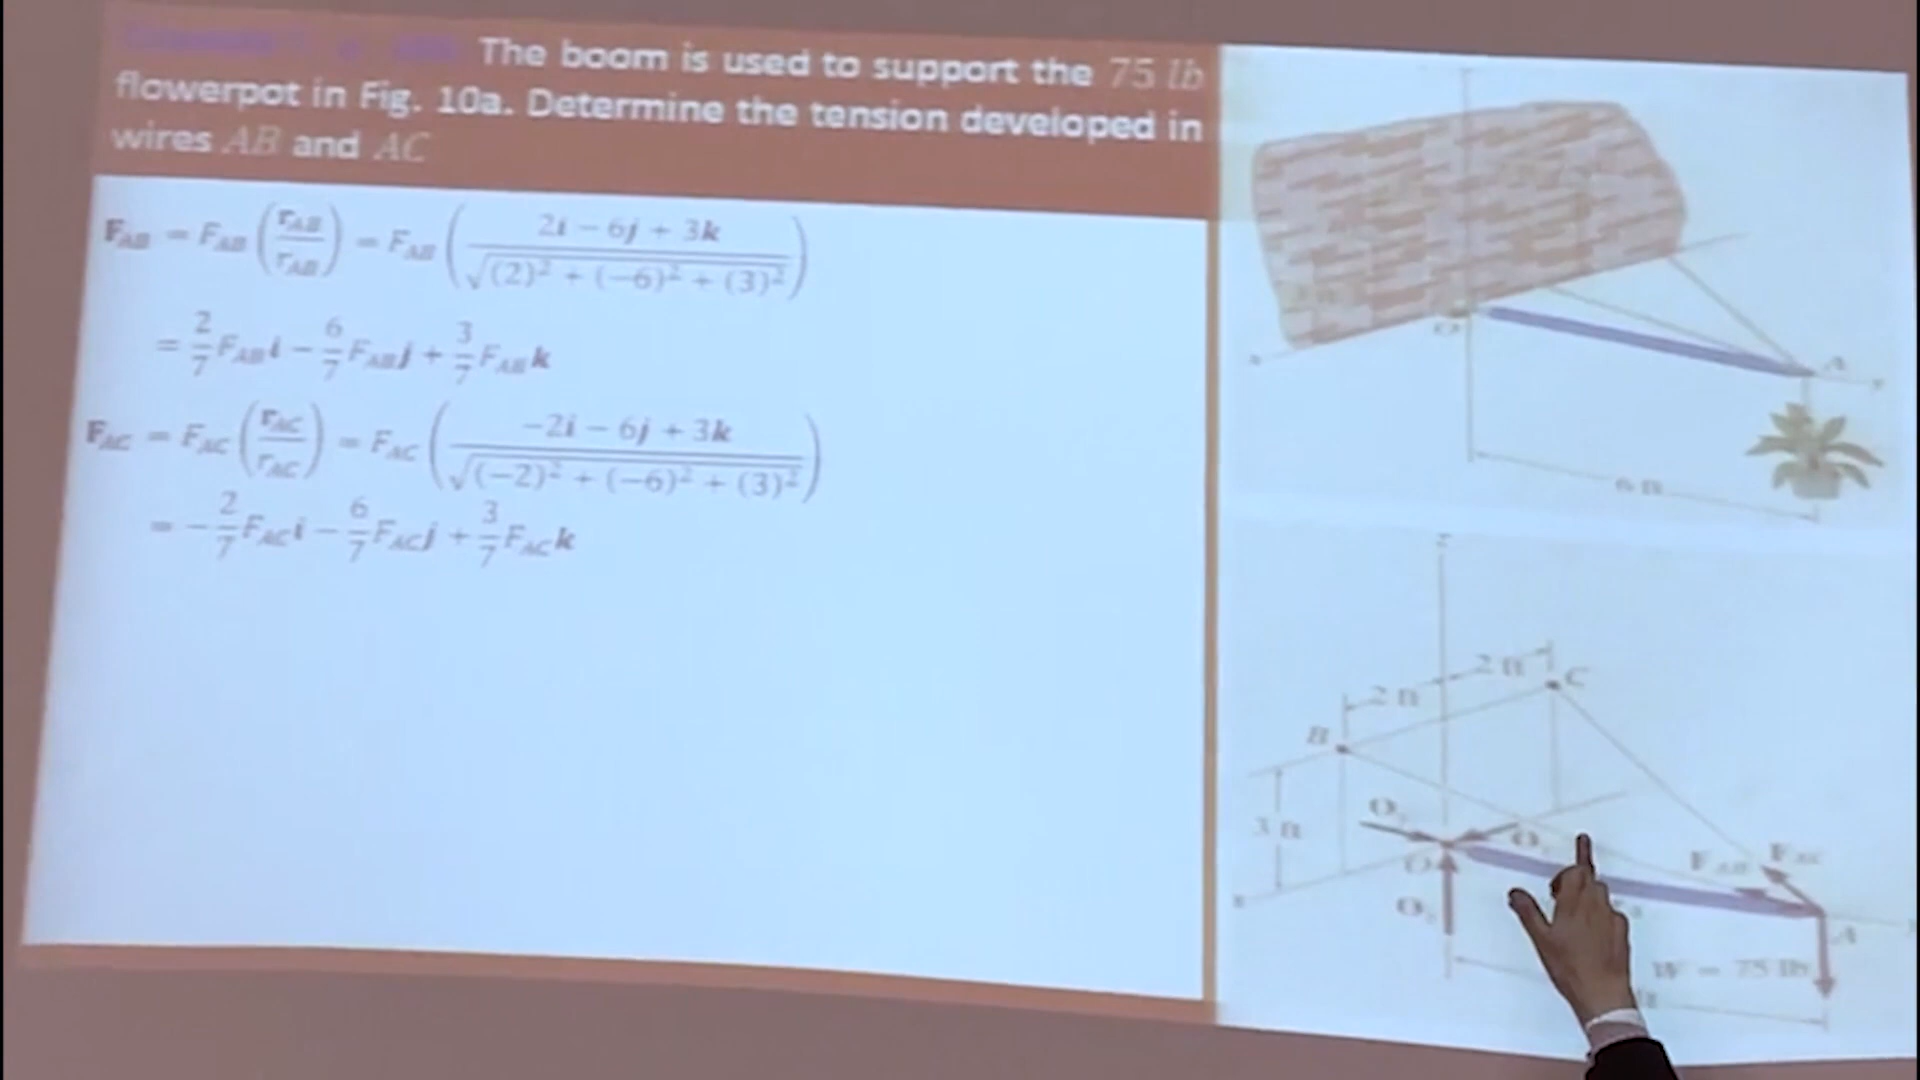 The boom is used to support the 75 lb
flowerpot in Fig. 10a. Determine the tension developed in
wires AB and AC
F_AB = F_AB (r_AB / r_AB) = F_AB ((2i − 6j + 3k) / √((2)² + (−6)² + (3)²))
= 2/7 F_AB i − 6/7 F_AB j + 3/7 F_AB k
F_AC = F_AC (r_AC / r_AC) = F_AC ((−2i − 6j + 3k) / √((−2)² + (−6)² + (3)²))
= −2/7 F_AC i − 6/7 F_AC j + 3/7 F_AC k
A
6 ft
z
2 ft
C
2 ft
B
3 ft
O
F_AB
F_AC
x
A
W = 75 lb